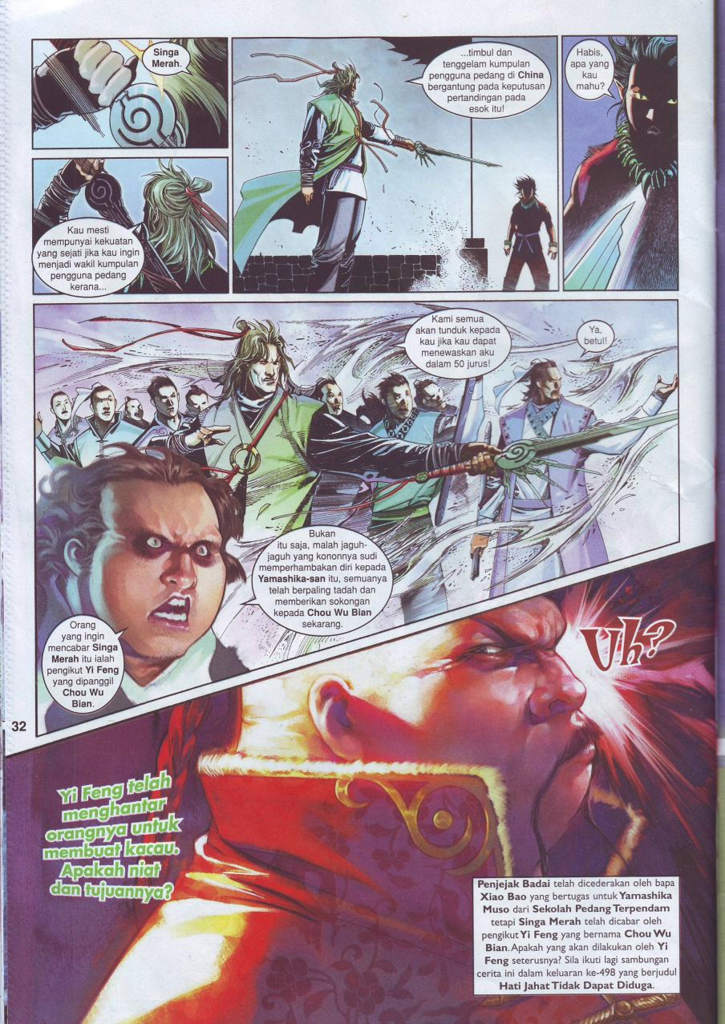 Singa
Merah.
Kau mesti
mempunyai kekuatan
yang sejati jika kau ingin
menjadi wakil kumpulan
pengguna pedang
kerana...
...timbul dan
tenggelam kumpulan
pengguna pedang di China
bergantung pada keputusan
pertandingan pada
esok itu!
Habis,
apa yang
kau
mahu?
Kami semua
akan tunduk kepada
kau jika kau dapat
menewaskan aku
dalam 50 jurus!
Ya,
betul!
Bukan
itu saja, malah jaguh-
jaguh yang kononnya sudi
memperhambakan diri kepada
Yamashika-san itu, semuanya
telah berpaling tadah dan
memberikan sokongan
kepada Chou Wu Bian
sekarang.
Orang
yang ingin
mencabar Singa
Merah itu ialah
pengikut Yi Feng
yang dipanggil
Chou Wu
Bian.
Uh?
32
Yi Feng telah
menghantar
orangnya untuk
membuat kacau.
Apakah niat
dan tujuannya?
Penjejak Badai telah dicederakan oleh bapa
Xiao Bao yang bertugas untuk Yamashika
Muso dari Sekolah Pedang Terpendam
tetapi Singa Merah telah dicabar oleh
pengikut Yi Feng yang bernama Chou Wu
Bian. Apakah yang akan dilakukan oleh Yi
Feng seterusnya? Sila ikuti lagi sambungan
cerita ini dalam keluaran ke-498 yang berjudul
Hati Jahat Tidak Dapat Diduga.